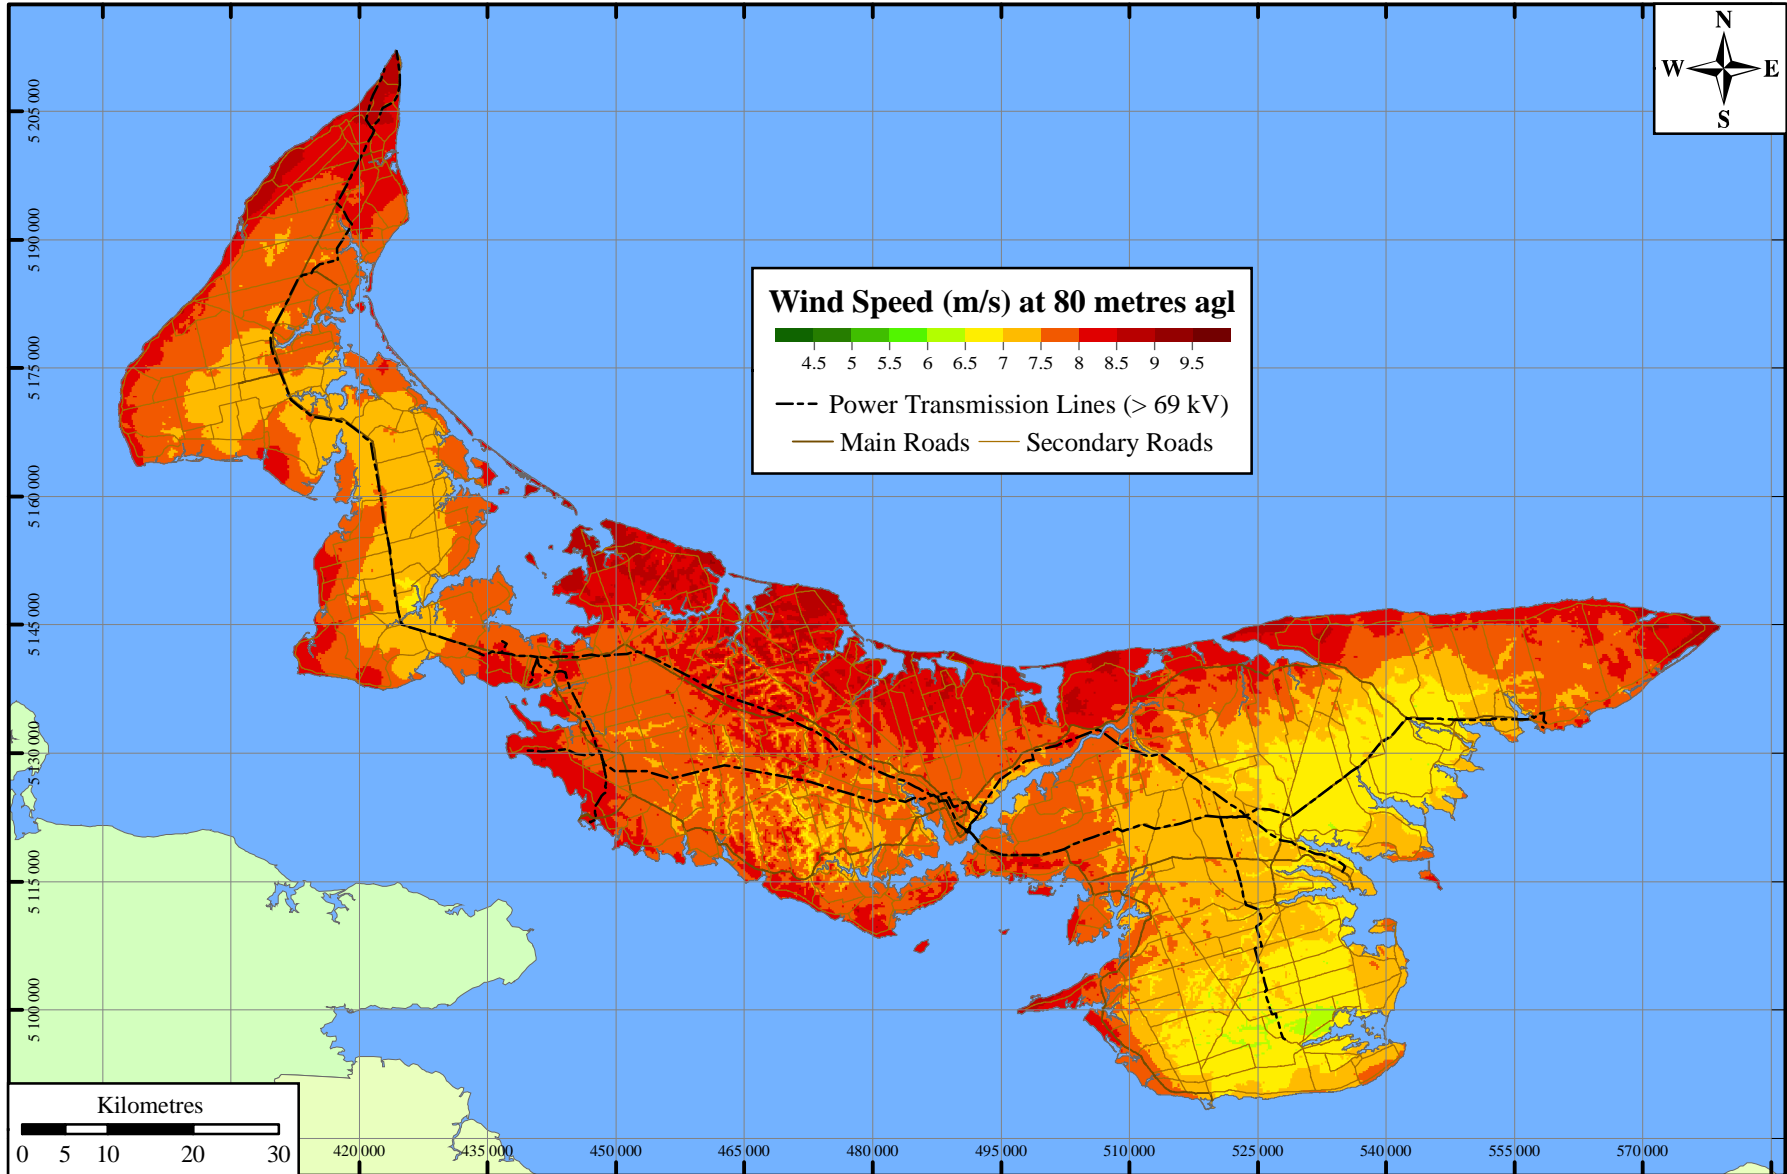 N
W E
S
Wind Speed (m/s) at 80 metres agl
4.5 5 5.5 6 6.5 7 7.5 8 8.5 9 9.5
Power Transmission Lines (> 69 kV)
Main Roads Secondary Roads
5 205 000
5 190 000
5 175 000
5 160 000
5 145 000
5 130 000
5 115 000
5 100 000
Kilometres
0 5 10 20 30
420 000 435 000 450 000 465 000 480 000 495 000 510 000 525 000 540 000 555 000 570 000